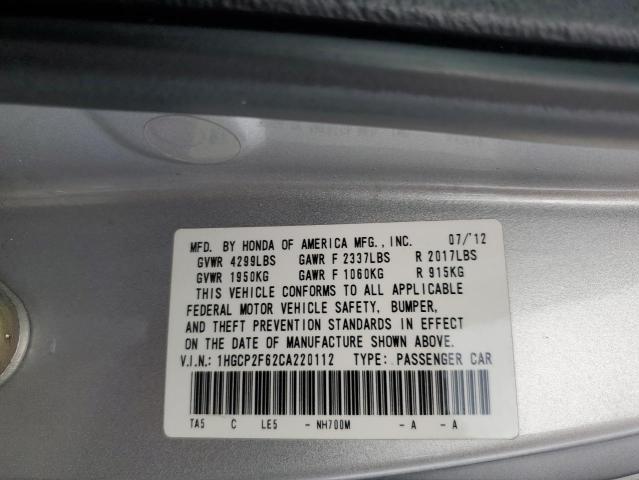 MFD. BY HONDA OF AMERICA MFG., INC. 07/'12
GVWR 4299LBS GAWR F 2337LBS R 2017LBS
GVWR 1950KG GAWR F 1060KG R 915KG
THIS VEHICLE CONFORMS TO ALL APPLICABLE
FEDERAL MOTOR VEHICLE SAFETY, BUMPER,
AND THEFT PREVENTION STANDARDS IN EFFECT
ON THE DATE OF MANUFACTURE SHOWN ABOVE.
V.I.N.: 1HGCP2F62CA220112 TYPE: PASSENGER CAR
TA5 C LE5 - NH700M - A - A